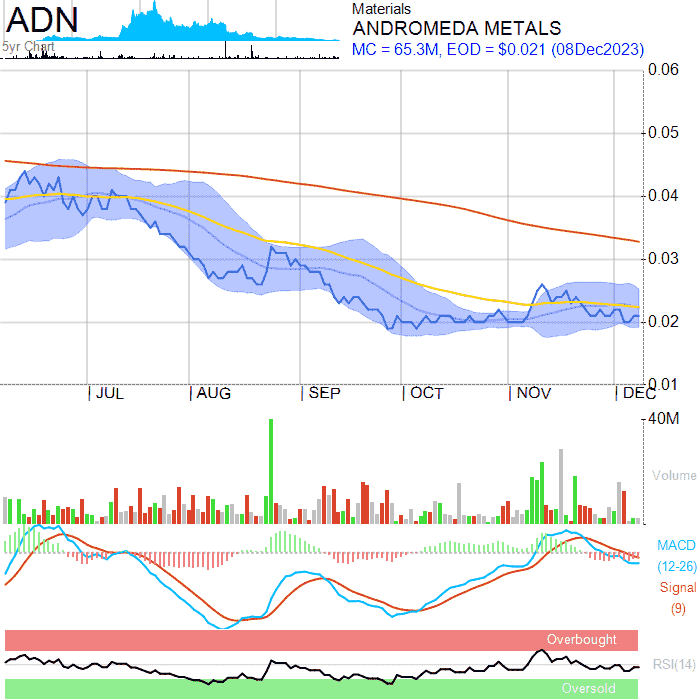 ADN
5yr Chart
Materials
ANDROMEDA METALS
MC = 65.3M, EOD = $0.021 (08Dec2023)
0.06
0.05
0.04
0.03
0.02
0.01
JUL AUG SEP OCT NOV DEC
40M
Volume
MACD
(12-26)
Signal
(9)
Overbought
RSI(14)
Oversold